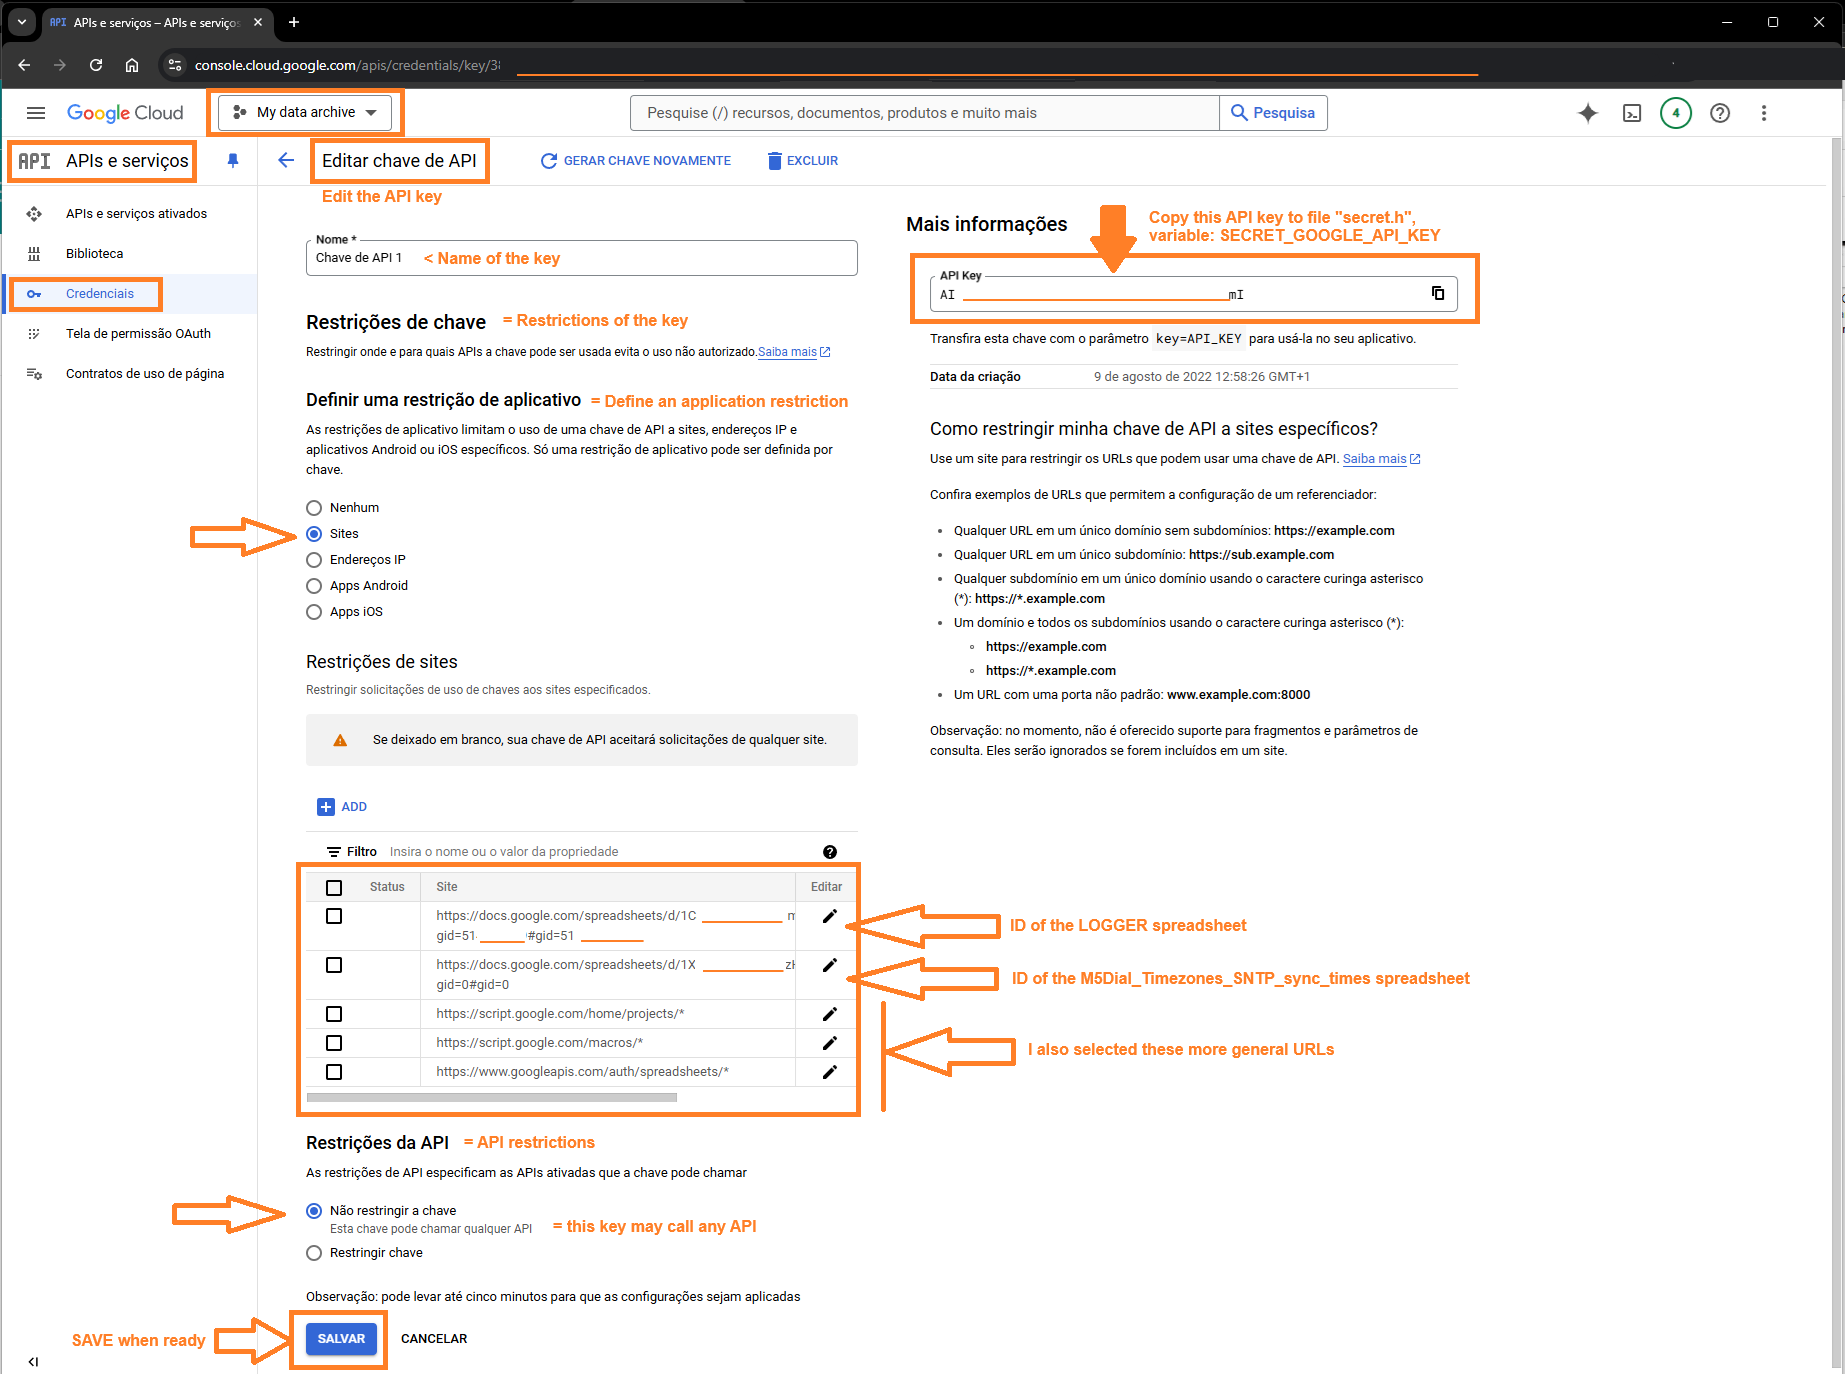 API APIs e serviços – APIs e serviços
console.cloud.google.com/apis/credentials/key/38
Google Cloud
My data archive
Pesquise (/) recursos, documentos, produtos e muito mais
Pesquisa
4
API APIs e serviços
Editar chave de API
GERAR CHAVE NOVAMENTE
EXCLUIR
Edit the API key
APIs e serviços ativados
Biblioteca
Credenciais
Tela de permissão OAuth
Contratos de uso de página
Nome *
Chave de API 1
< Name of the key
Restrições de chave
= Restrictions of the key
Restringir onde e para quais APIs a chave pode ser usada evita o uso não autorizado. Saiba mais
Definir uma restrição de aplicativo
= Define an application restriction
As restrições de aplicativo limitam o uso de uma chave de API a sites, endereços IP e
aplicativos Android ou iOS específicos. Só uma restrição de aplicativo pode ser definida por
chave.
Nenhum
Sites
Endereços IP
Apps Android
Apps iOS
Restrições de sites
Restringir solicitações de uso de chaves aos sites especificados.
Se deixado em branco, sua chave de API aceitará solicitações de qualquer site.
ADD
Filtro Insira o nome ou o valor da propriedade
Status Site Editar
https://docs.google.com/spreadsheets/d/1C
gid=51 #gid=51
ID of the LOGGER spreadsheet
https://docs.google.com/spreadsheets/d/1X
gid=0#gid=0
ID of the M5Dial_Timezones_SNTP_sync_times spreadsheet
https://script.google.com/home/projects/*
https://script.google.com/macros/*
https://www.googleapis.com/auth/spreadsheets/*
I also selected these more general URLs
Restrições da API
= API restrictions
As restrições de API especificam as APIs ativadas que a chave pode chamar
Não restringir a chave
Esta chave pode chamar qualquer API
= this key may call any API
Restringir chave
Observação: pode levar até cinco minutos para que as configurações sejam aplicadas
SAVE when ready
SALVAR
CANCELAR
Mais informações
Copy this API key to file "secret.h",
variable: SECRET_GOOGLE_API_KEY
API Key
AI mI
Transfira esta chave com o parâmetro key=API_KEY para usá-la no seu aplicativo.
Data da criação 9 de agosto de 2022 12:58:26 GMT+1
Como restringir minha chave de API a sites específicos?
Use um site para restringir os URLs que podem usar uma chave de API. Saiba mais
Confira exemplos de URLs que permitem a configuração de um referenciador:
Qualquer URL em um único domínio sem subdomínios: https://example.com
Qualquer URL em um único subdomínio: https://sub.example.com
Qualquer subdomínio em um único domínio usando o caractere curinga asterisco
(*): https://*.example.com
Um domínio e todos os subdomínios usando o caractere curinga asterisco (*):
https://example.com
https://*.example.com
Um URL com uma porta não padrão: www.example.com:8000
Observação: no momento, não é oferecido suporte para fragmentos e parâmetros de
consulta. Eles serão ignorados se forem incluídos em um site.